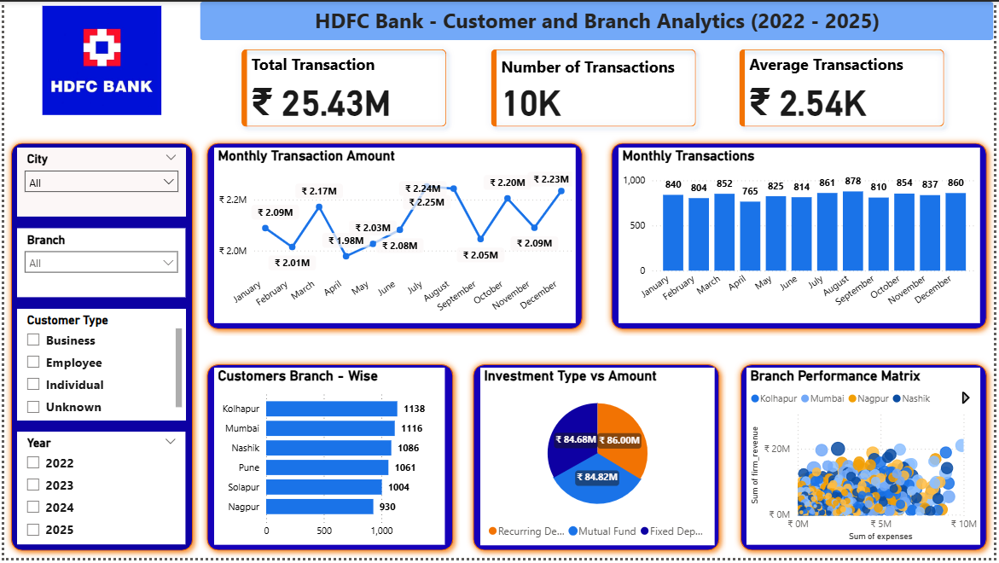 HDFC BANK
HDFC Bank - Customer and Branch Analytics (2022 - 2025)
Total Transaction
₹ 25.43M
Number of Transactions
10K
Average Transactions
₹ 2.54K
City
All
Branch
All
Customer Type
Business
Employee
Individual
Unknown
Year
2022
2023
2024
2025
Monthly Transaction Amount
₹ 2.2M
₹ 2.0M
₹ 2.09M
₹ 2.01M
₹ 2.17M
₹ 1.98M
₹ 2.03M
₹ 2.08M
₹ 2.24M
₹ 2.25M
₹ 2.05M
₹ 2.20M
₹ 2.09M
₹ 2.23M
January
February
March
April
May
June
July
August
September
October
November
December
Monthly Transactions
1,000
500
0
840
804
852
765
825
814
861
878
810
854
837
860
January
February
March
April
May
June
July
August
September
October
November
December
Customers Branch - Wise
Kolhapur 1138
Mumbai 1116
Nashik 1086
Pune 1061
Solapur 1004
Nagpur 930
0 500 1,000
Investment Type vs Amount
₹ 84.68M ₹ 86.00M
₹ 84.82M
Recurring De... Mutual Fund Fixed Dep...
Branch Performance Matrix
Kolhapur Mumbai Nagpur Nashik
Sum of firm_revenue
₹ 20M
₹ 0M
₹ 0M ₹ 5M ₹ 10M
Sum of expenses